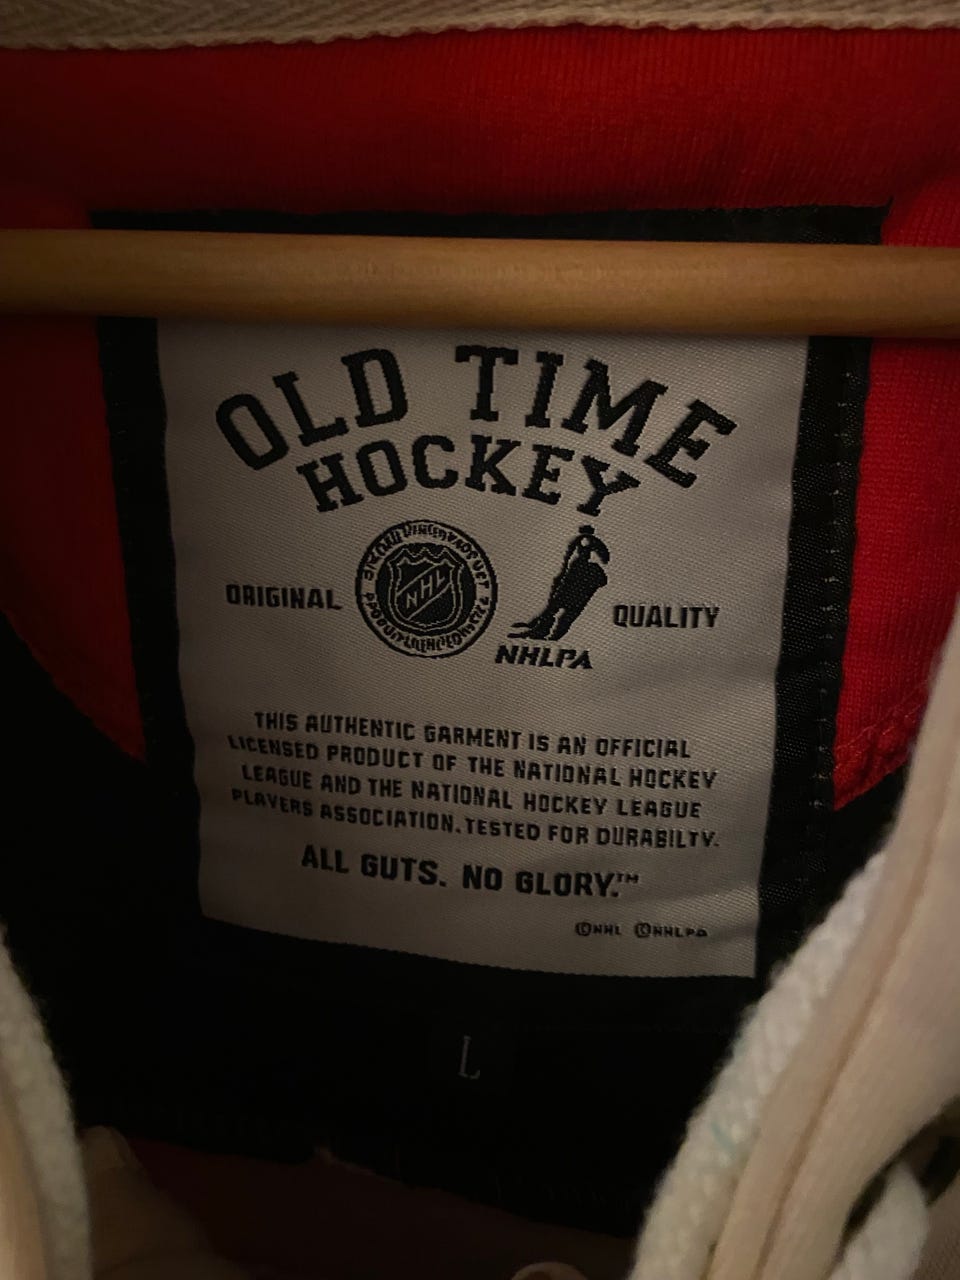 OLD TIME
HOCKEY
ORIGINAL
NHL
NHLPA
QUALITY
THIS AUTHENTIC GARMENT IS AN OFFICIAL
LICENSED PRODUCT OF THE NATIONAL HOCKEY
LEAGUE AND THE NATIONAL HOCKEY LEAGUE
PLAYERS ASSOCIATION. TESTED FOR DURABILTY.
ALL GUTS. NO GLORY.™
©NHL ©NHLPA
L